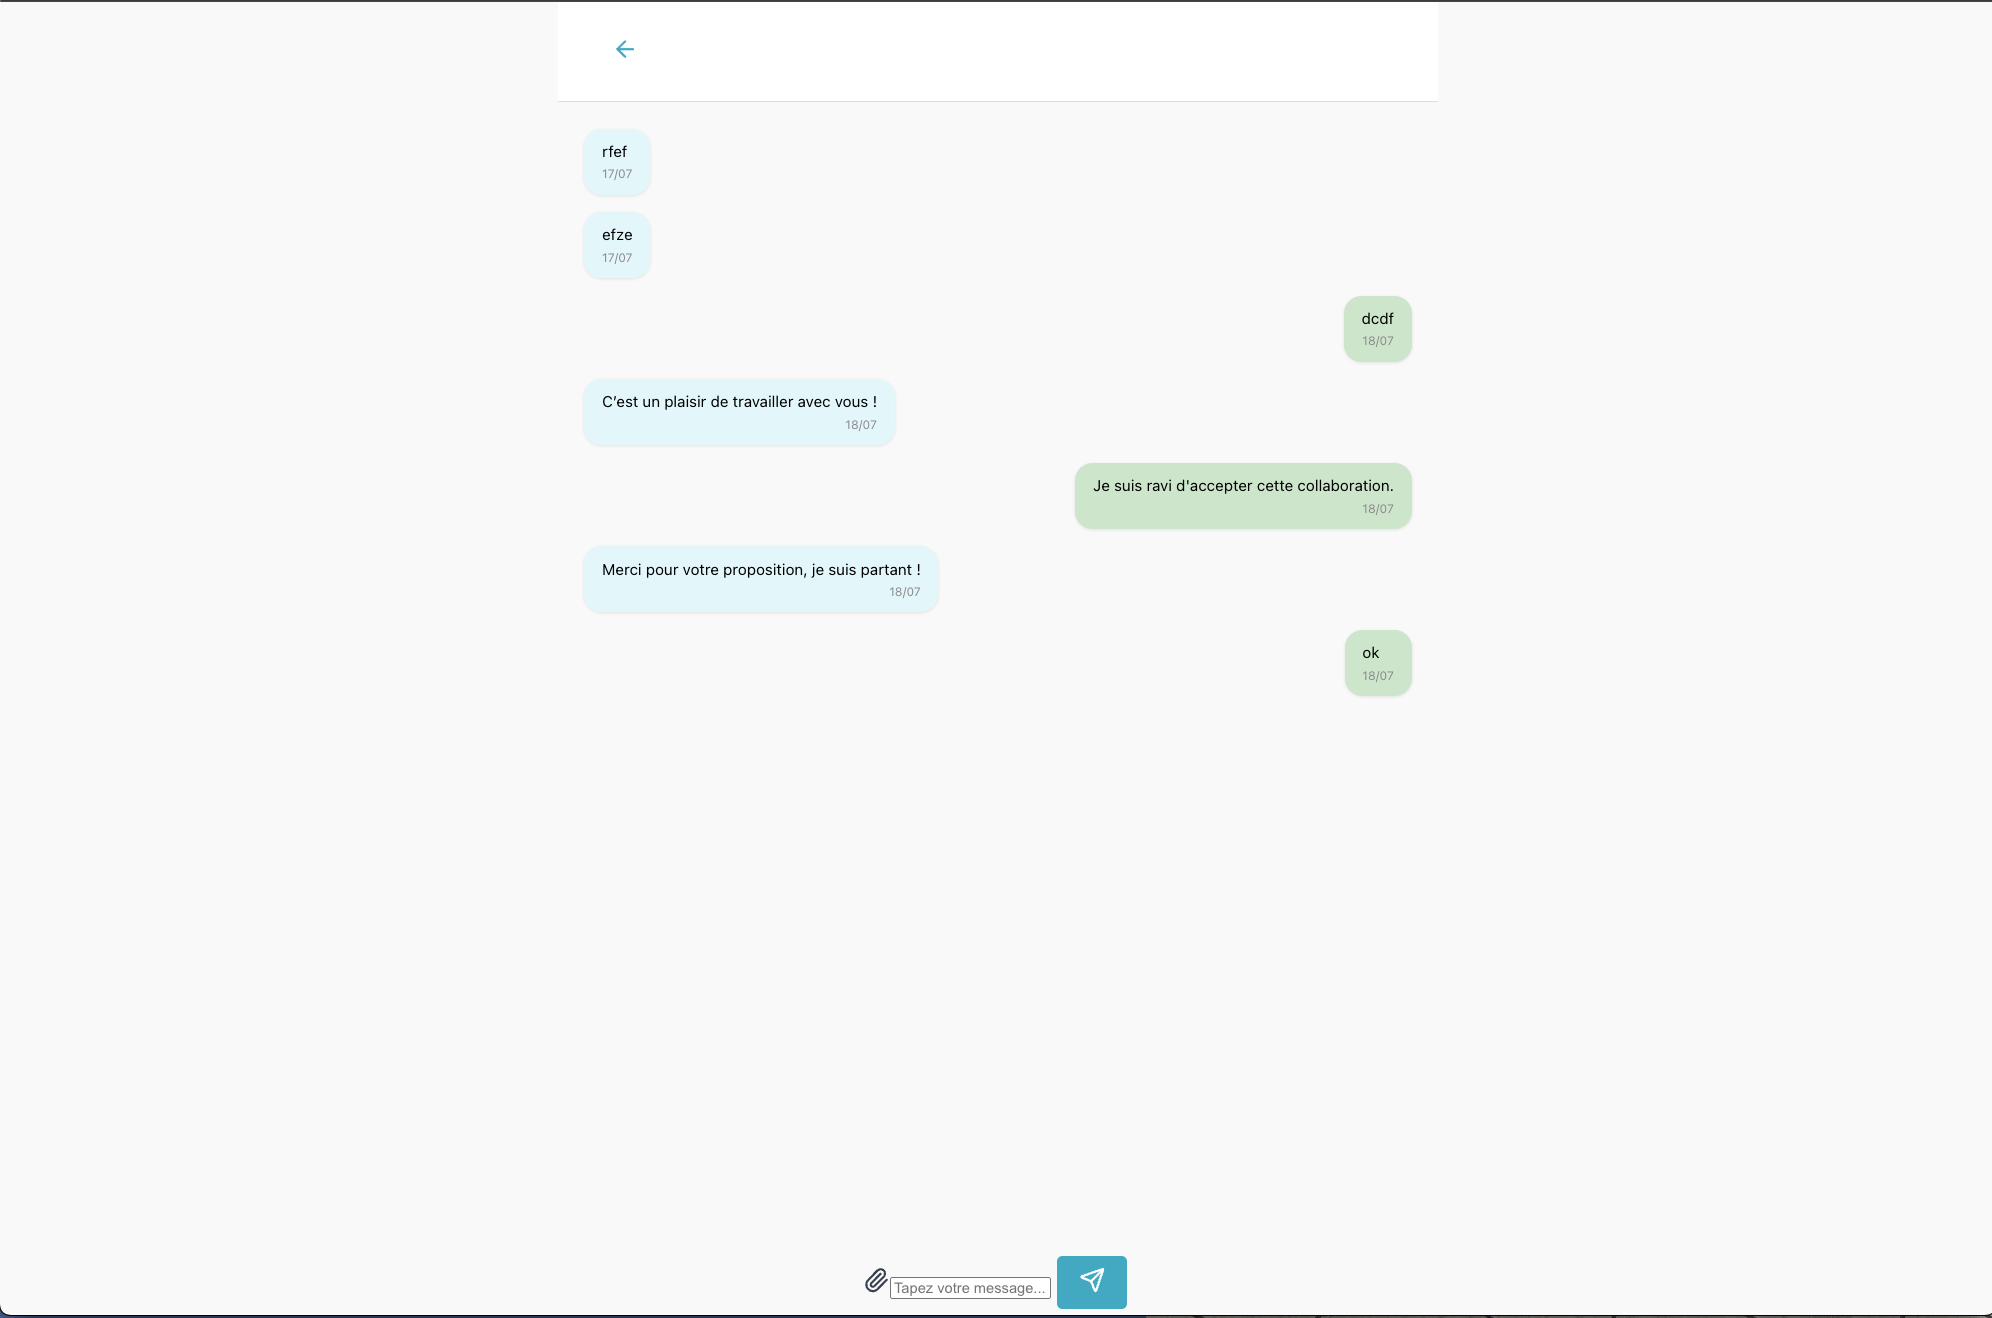 rfef
17/07
efze
17/07
dcdf
18/07
C'est un plaisir de travailler avec vous !
18/07
Je suis ravi d'accepter cette collaboration.
18/07
Merci pour votre proposition, je suis partant !
18/07
ok
18/07
Tapez votre message...